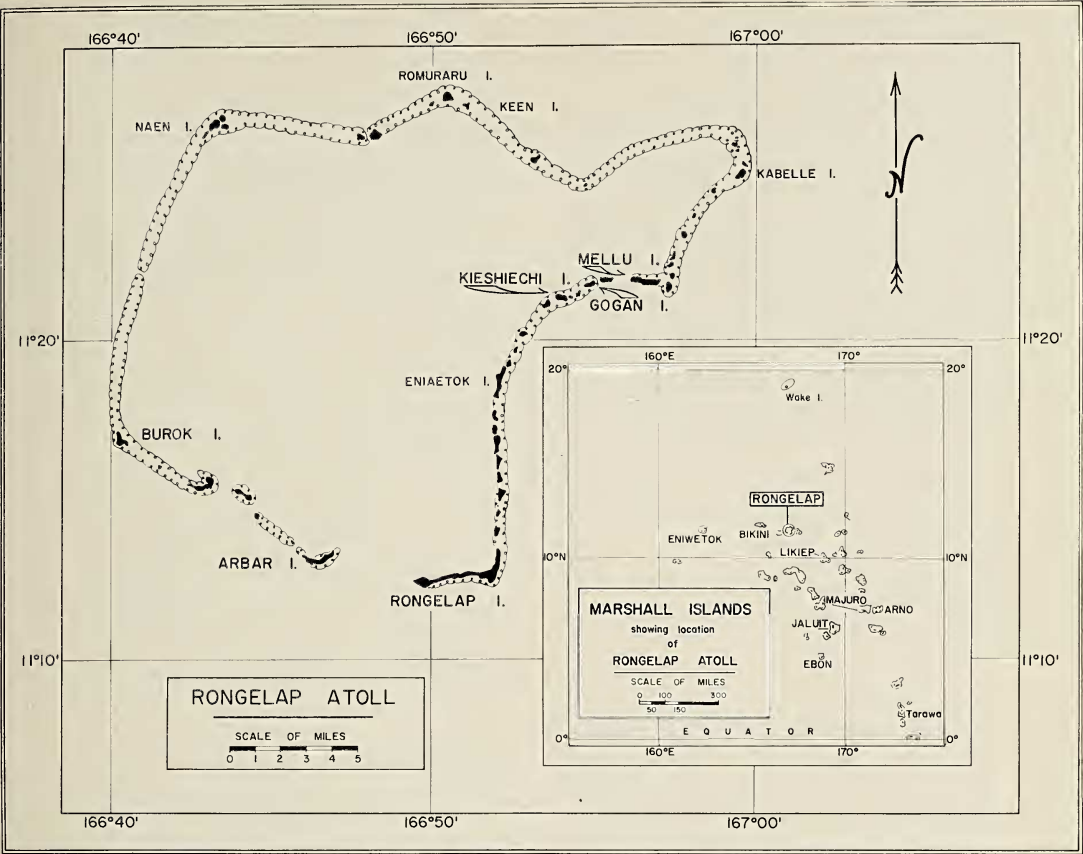 166°40'
166°50'
167°00'
ROMURARU I.
KEEN I.
NAEN I.
KABELLE I.
N
MELLU I.
KIESHIECHI I.
GOGAN I.
11°20'
11°20'
ENIAETOK I.
BUROK I.
ARBAR I.
RONGELAP I.
11°10'
11°10'
RONGELAP ATOLL
SCALE OF MILES
0 1 2 3 4 5
166°40'
166°50'
167°00'
160°E
170°
20°
20°
Wake I.
RONGELAP
ENIWETOK
BIKINI
LIKIEP
10°N
10°
MAJURO
ARNO
JALUIT
EBON
Tarawa
MARSHALL ISLANDS
showing location
of
RONGELAP ATOLL
SCALE OF MILES
0 100 300
50 150
EQUATOR
0°
0°
160°E
170°